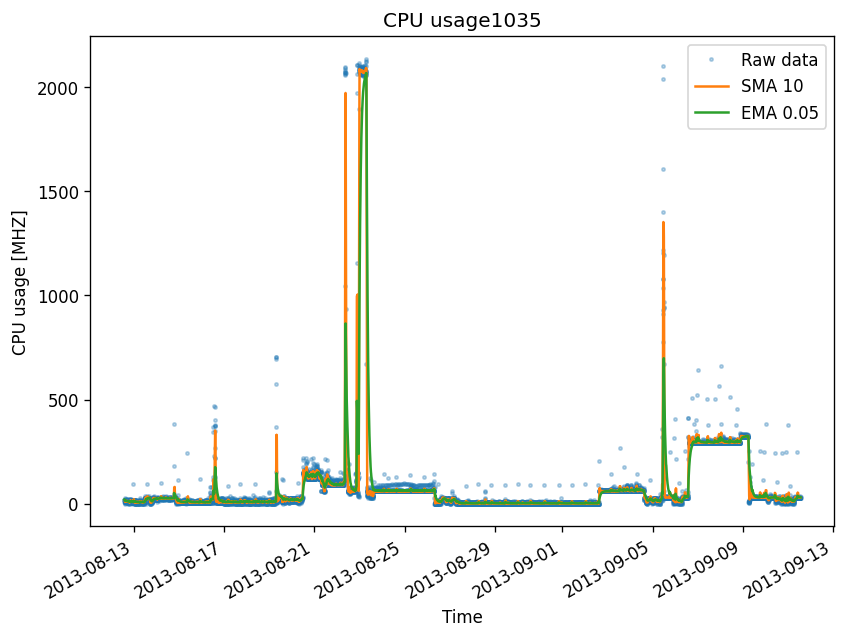 CPU usage1035
Raw data
SMA 10
EMA 0.05
CPU usage [MHZ]
2000
1500
1000
500
0
2013-08-13
2013-08-17
2013-08-21
2013-08-25
2013-08-29
2013-09-01
2013-09-05
2013-09-09
2013-09-13
Time